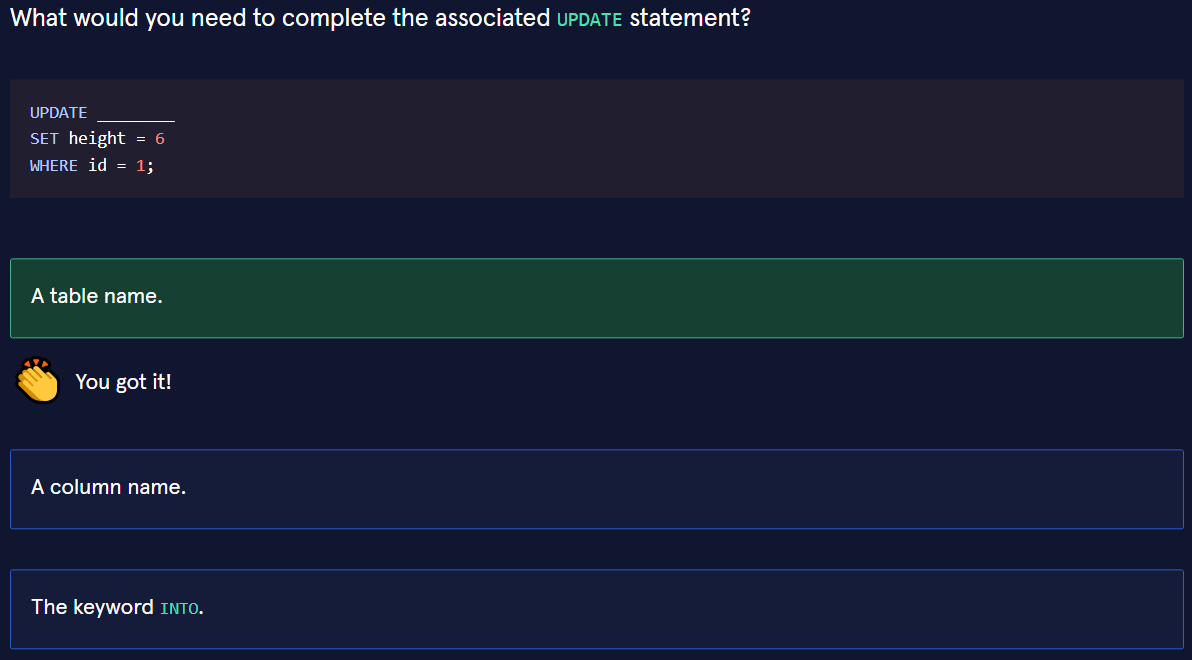 What would you need to complete the associated UPDATE statement?
UPDATE ________
SET height = 6
WHERE id = 1;
A table name.
You got it!
A column name.
The keyword INTO.